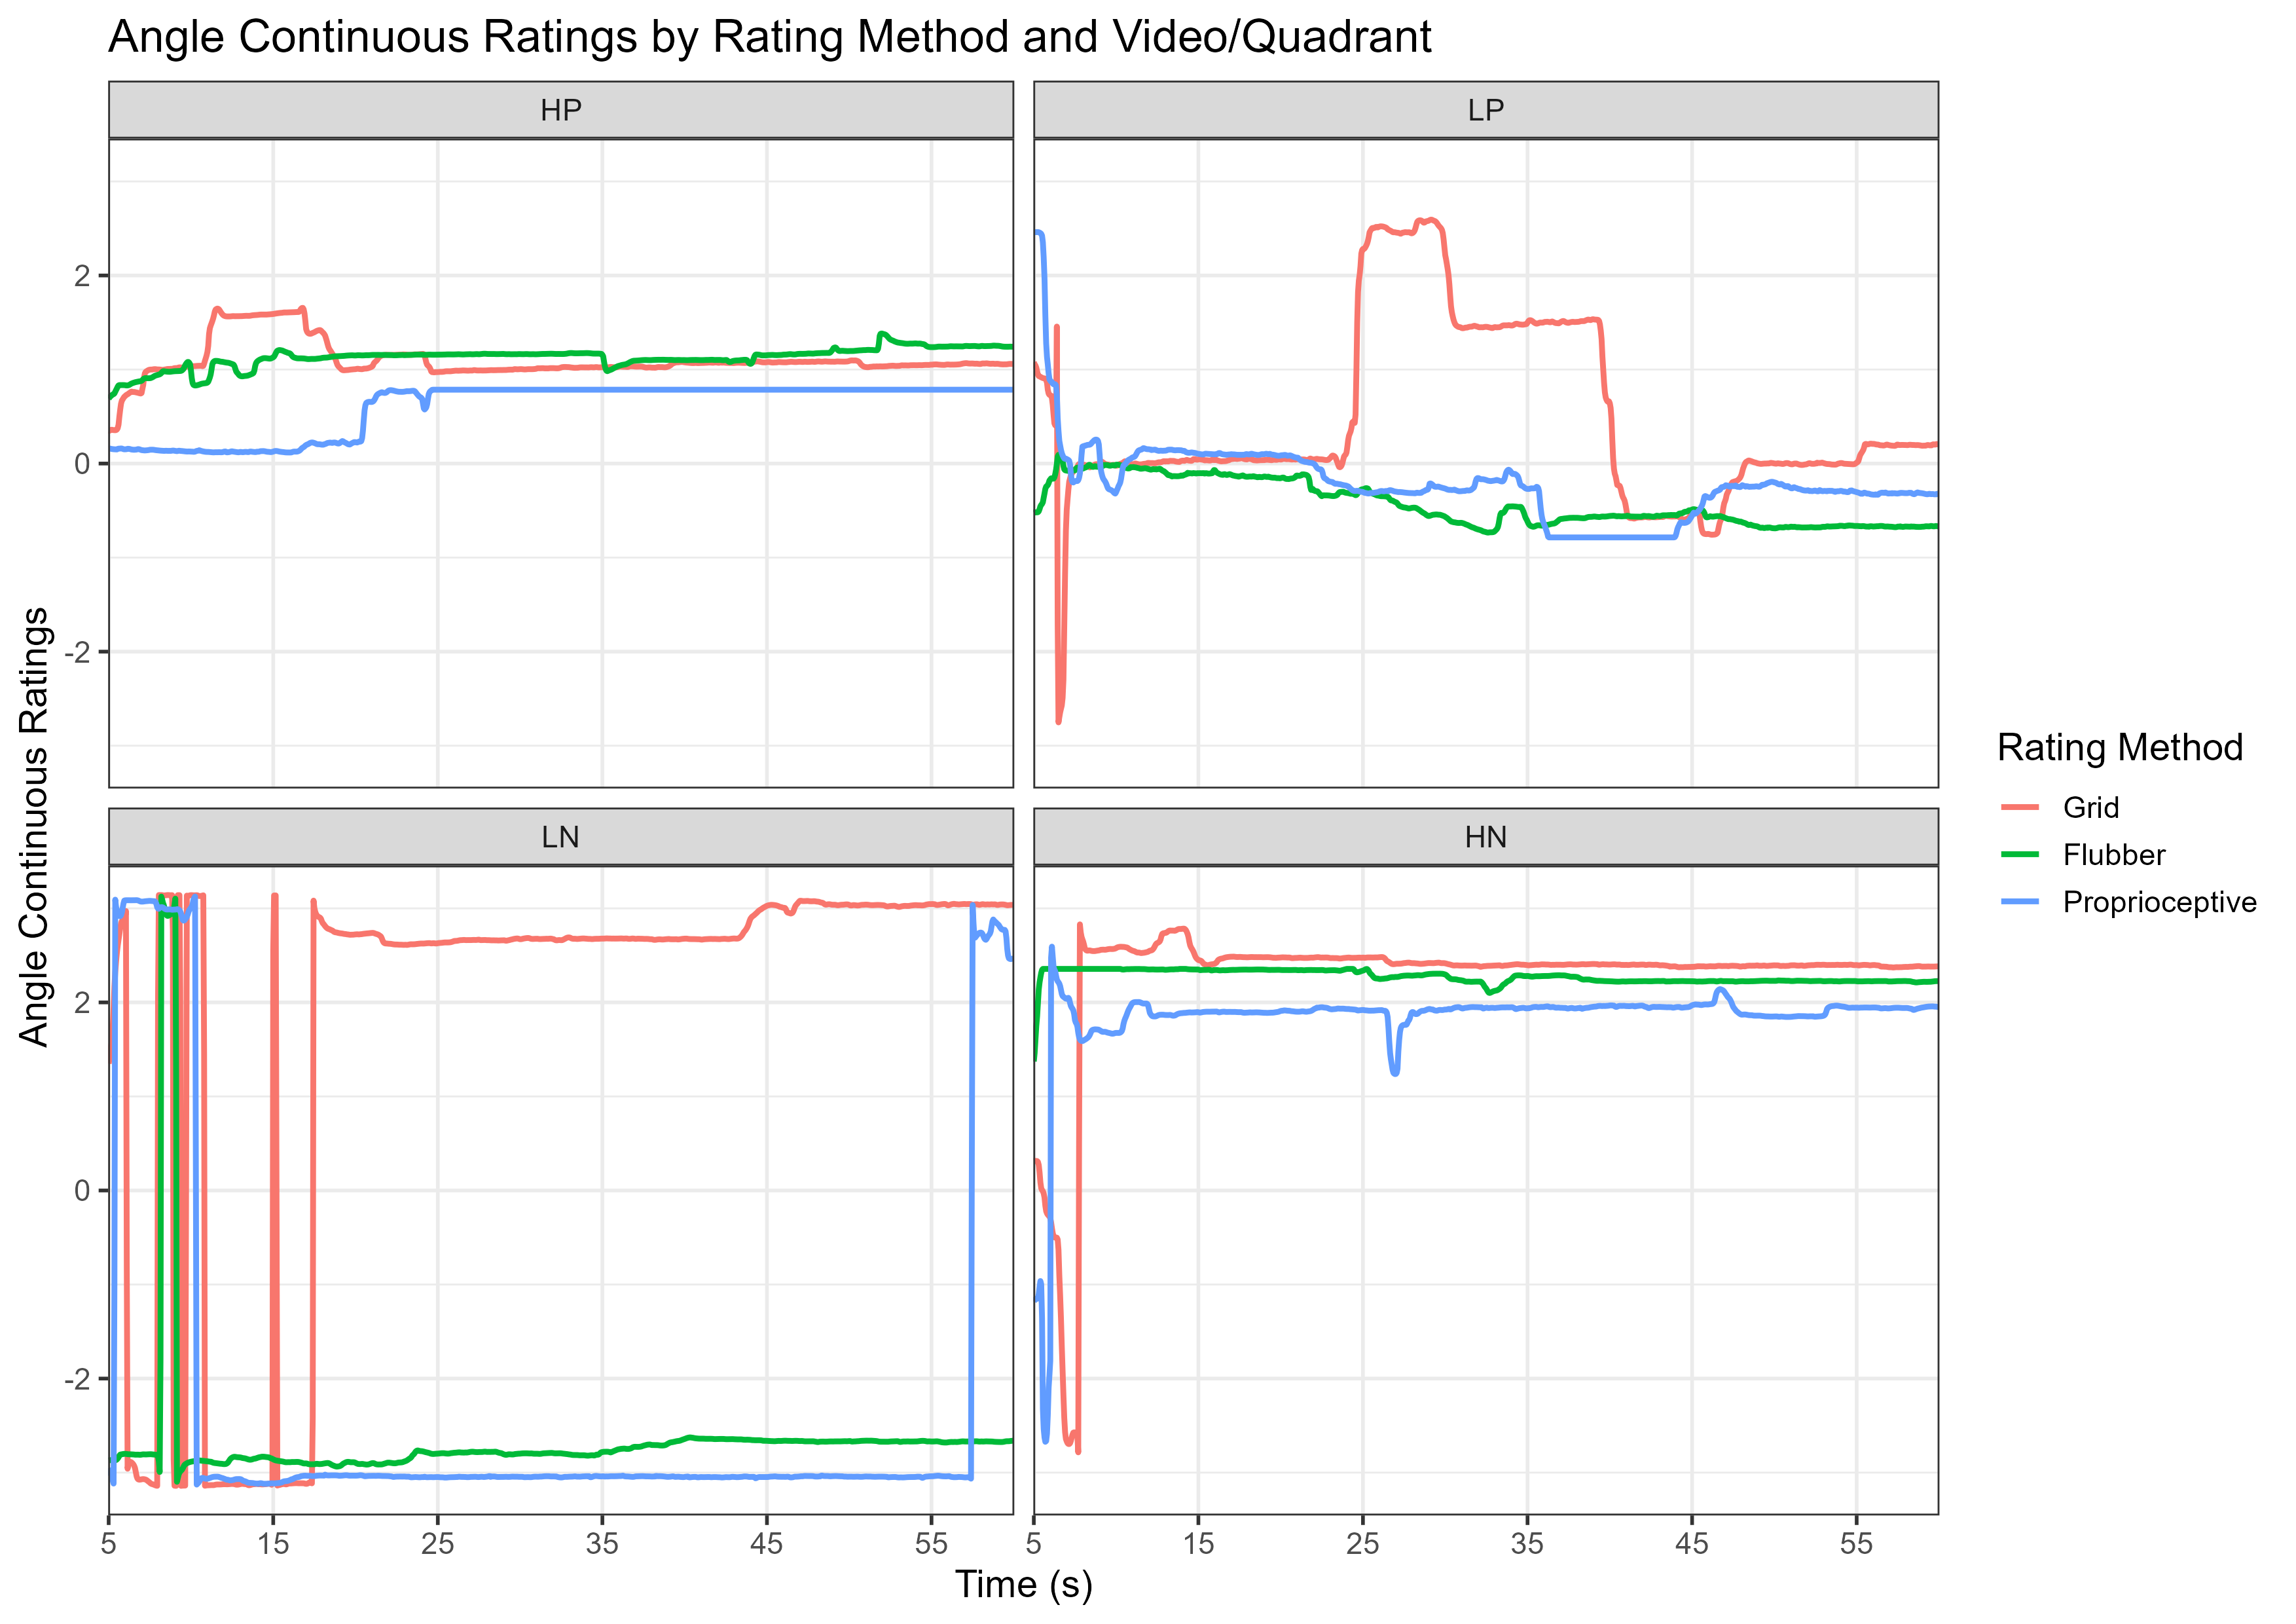 Angle Continuous Ratings by Rating Method and Video/Quadrant
HP
LP
2
0
-2
LN
HN
2
0
-2
5
15
25
35
45
55
5
15
25
35
45
55
Time (s)
Angle Continuous Ratings
Rating Method
Grid
Flubber
Proprioceptive